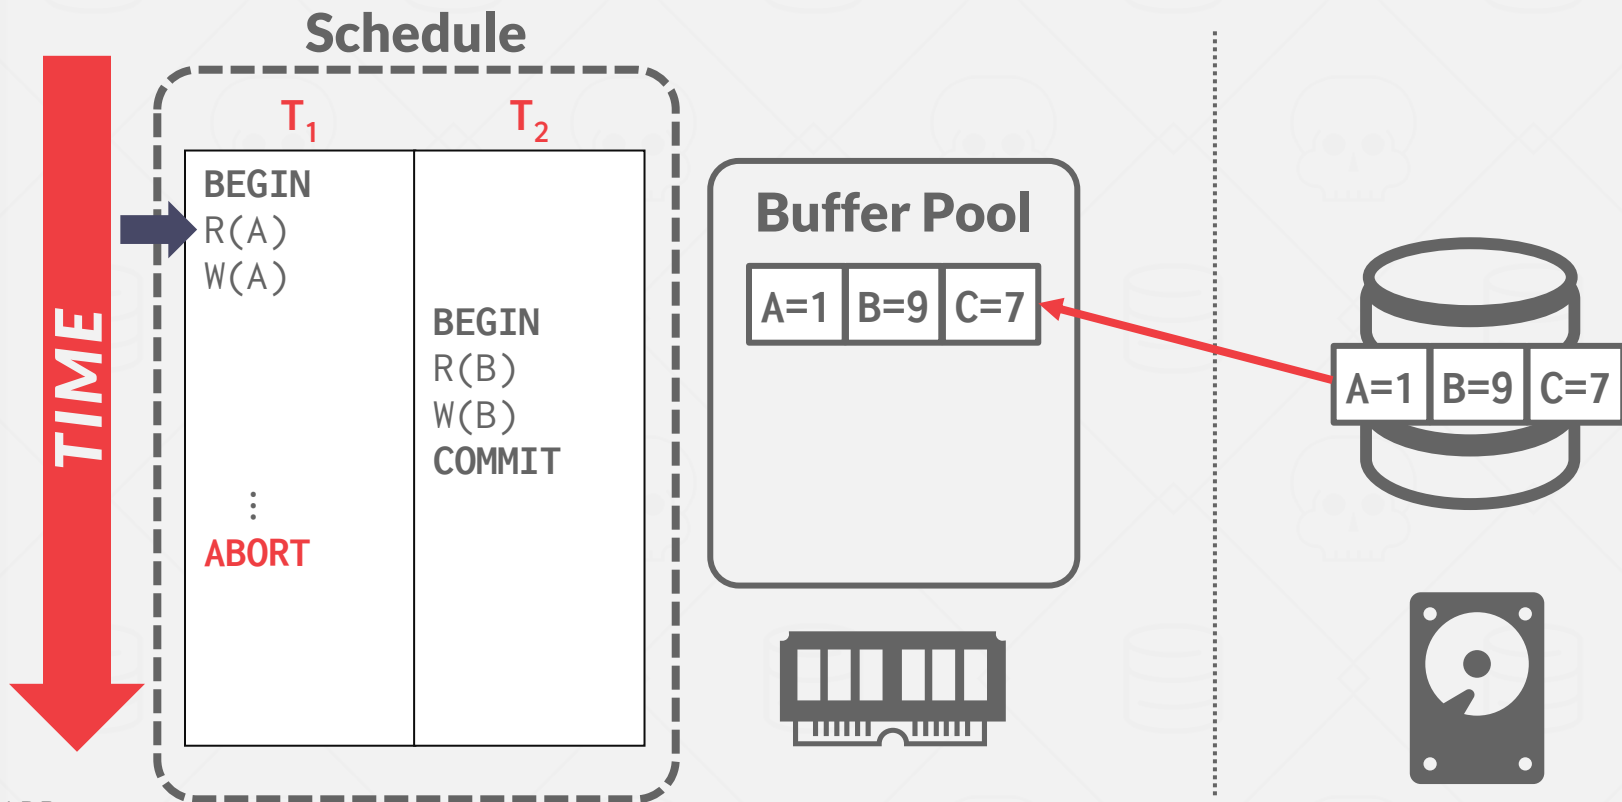 Schedule
TIME
T1
T2
BEGIN
R(A)
W(A)
⋮
ABORT
BEGIN
R(B)
W(B)
COMMIT
Buffer Pool
A=1 B=9 C=7
A=1 B=9 C=7